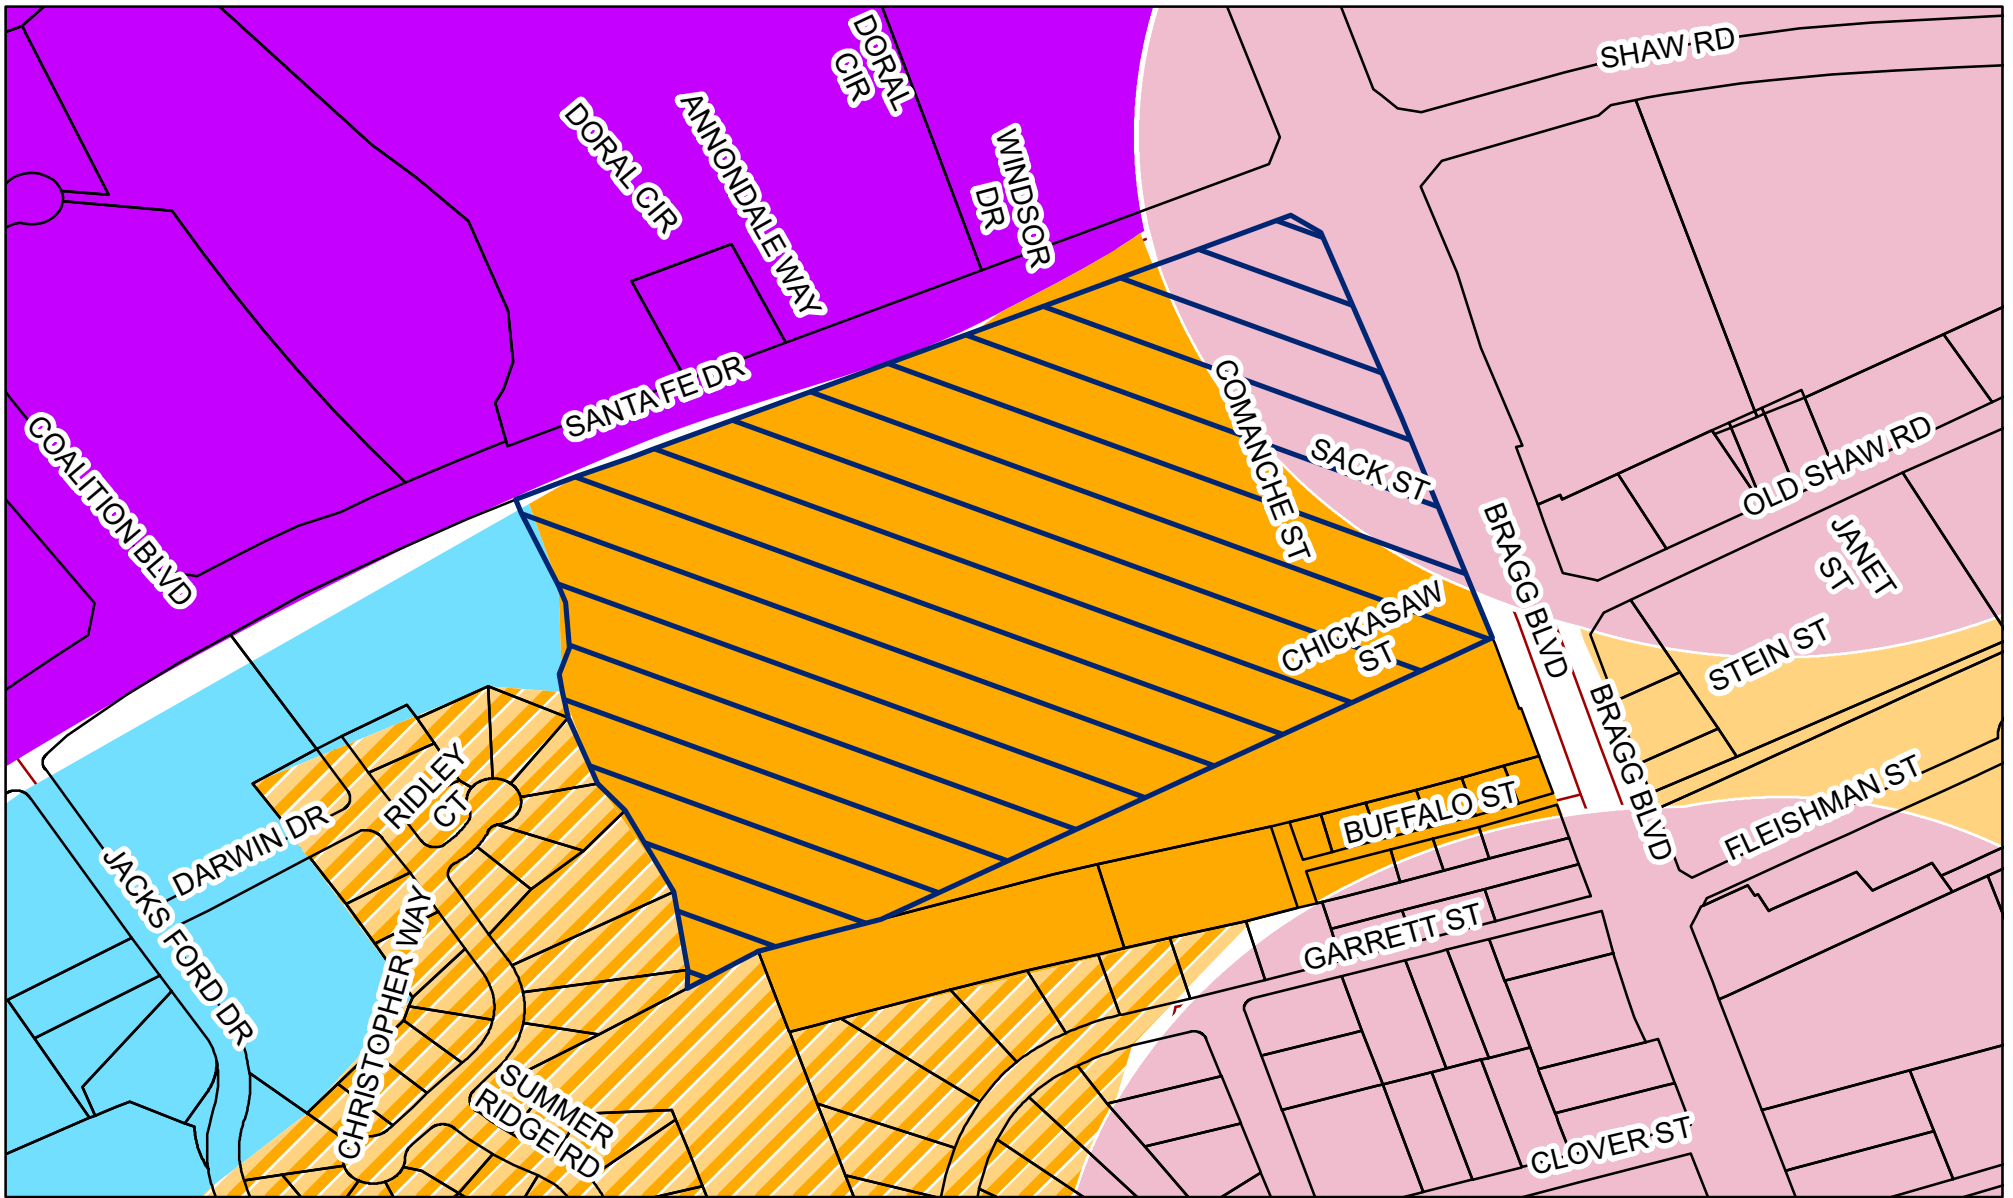 DORAL
CIR
SHAW RD
DORAL CIR
ANNONDALE WAY
WINDSOR
DR
SANTA FE DR
COALITION BLVD
COMANCHE ST
SACK ST
OLD SHAW RD
BRAGG BLVD
JANET
ST
CHICKASAW
ST
STEIN ST
BRAGG BLVD
RIDLEY
CT
BUFFALO ST
FLEISHMAN ST
DARWIN DR
JACKS FORD DR
CHRISTOPHER WAY
GARRETT ST
SUMMER
RIDGE RD
CLOVER ST